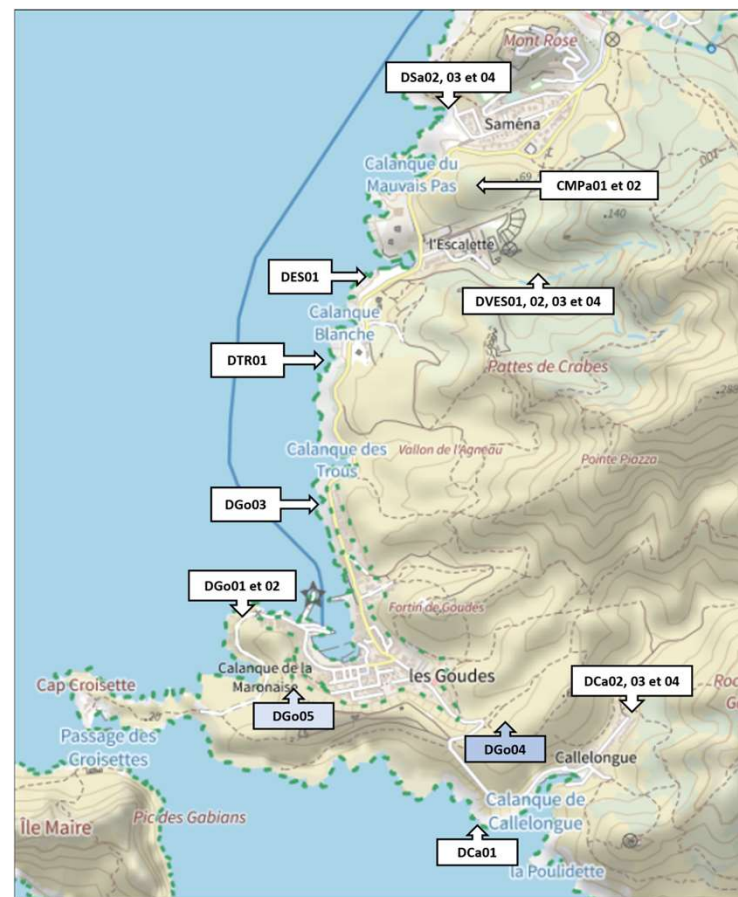 Mont Rose
DSa02, 03 et 04
Saména
100
Calanque du
Mauvais Pas
.69
CMPa01 et 02
.140
l'Escalette
DES01
DVES01, 02, 03 et 04
Calanque
Blanche
DTR01
Pattes de Crabes
288
Calanque des
Trous
Vallon de l'Agneau
Pointe Piazza
DGo03
DGo01 et 02
Fortin de Goudes
Calanque de la
Maronaise
les Goudes
DCa02, 03 et 04
Cap Croisette
.20
DGo05
Passage des
Croisettes
DGo04
Callelongue
Île Maire
Pic des Gabians
Calanque de
Callelongue
DCa01
la Poulidette